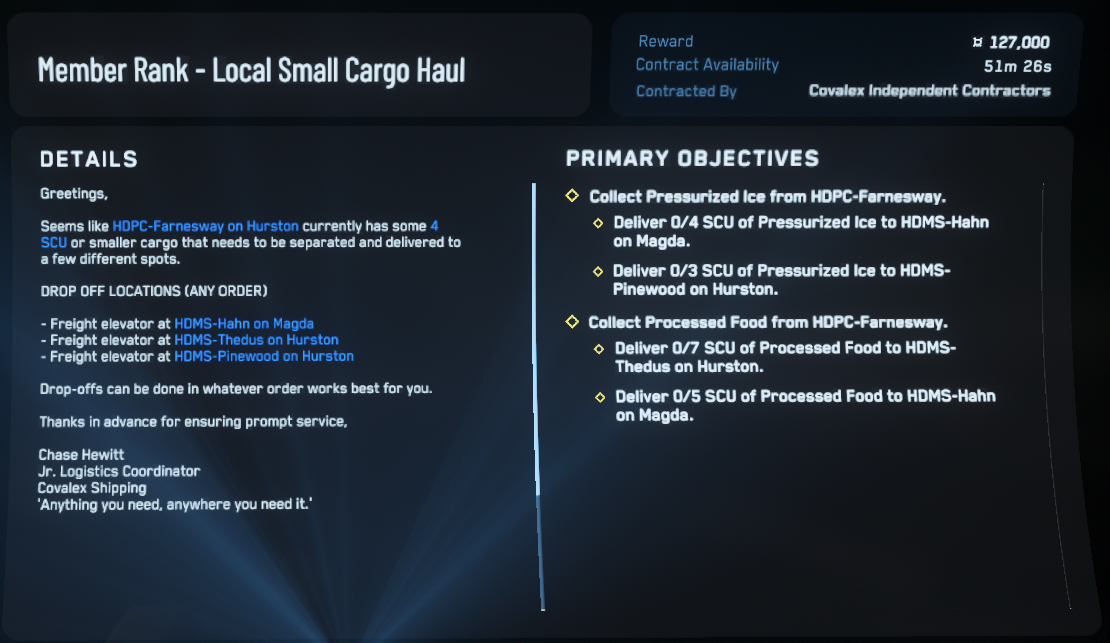 Member Rank - Local Small Cargo Haul
Reward
¤ 127,000
Contract Availability
51m 26s
Contracted By
Covalex Independent Contractors
DETAILS
Greetings,
Seems like HDPC-Farnesway on Hurston currently has some 4
SCU or smaller cargo that needs to be separated and delivered to
a few different spots.
DROP OFF LOCATIONS (ANY ORDER)
- Freight elevator at HDMS-Hahn on Magda
- Freight elevator at HDMS-Thedus on Hurston
- Freight elevator at HDMS-Pinewood on Hurston
Drop-offs can be done in whatever order works best for you.
Thanks in advance for ensuring prompt service,
Chase Hewitt
Jr. Logistics Coordinator
Covalex Shipping
'Anything you need, anywhere you need it.'
PRIMARY OBJECTIVES
Collect Pressurized Ice from HDPC-Farnesway.
Deliver 0/4 SCU of Pressurized Ice to HDMS-Hahn
on Magda.
Deliver 0/3 SCU of Pressurized Ice to HDMS-
Pinewood on Hurston.
Collect Processed Food from HDPC-Farnesway.
Deliver 0/7 SCU of Processed Food to HDMS-
Thedus on Hurston.
Deliver 0/5 SCU of Processed Food to HDMS-Hahn
on Magda.